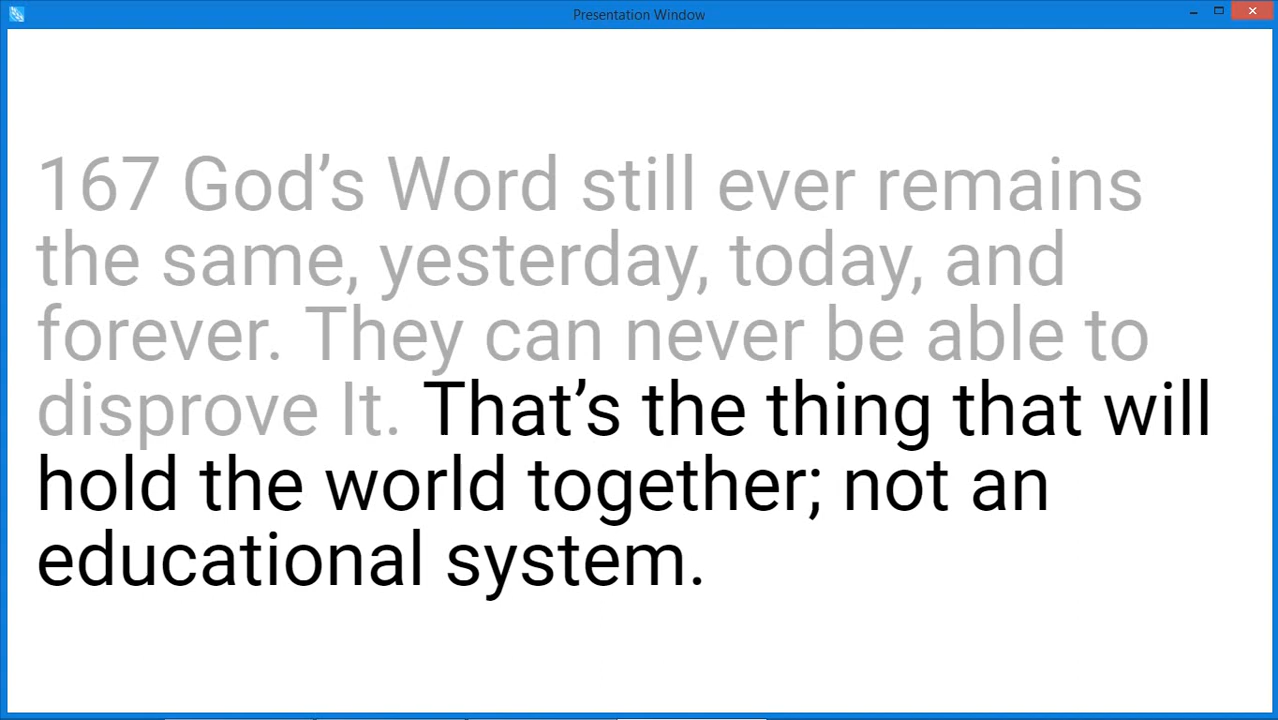 Presentation Window
167 God’s Word still ever remains
the same, yesterday, today, and
forever. They can never be able to
disprove It. That’s the thing that will
hold the world together; not an
educational system.